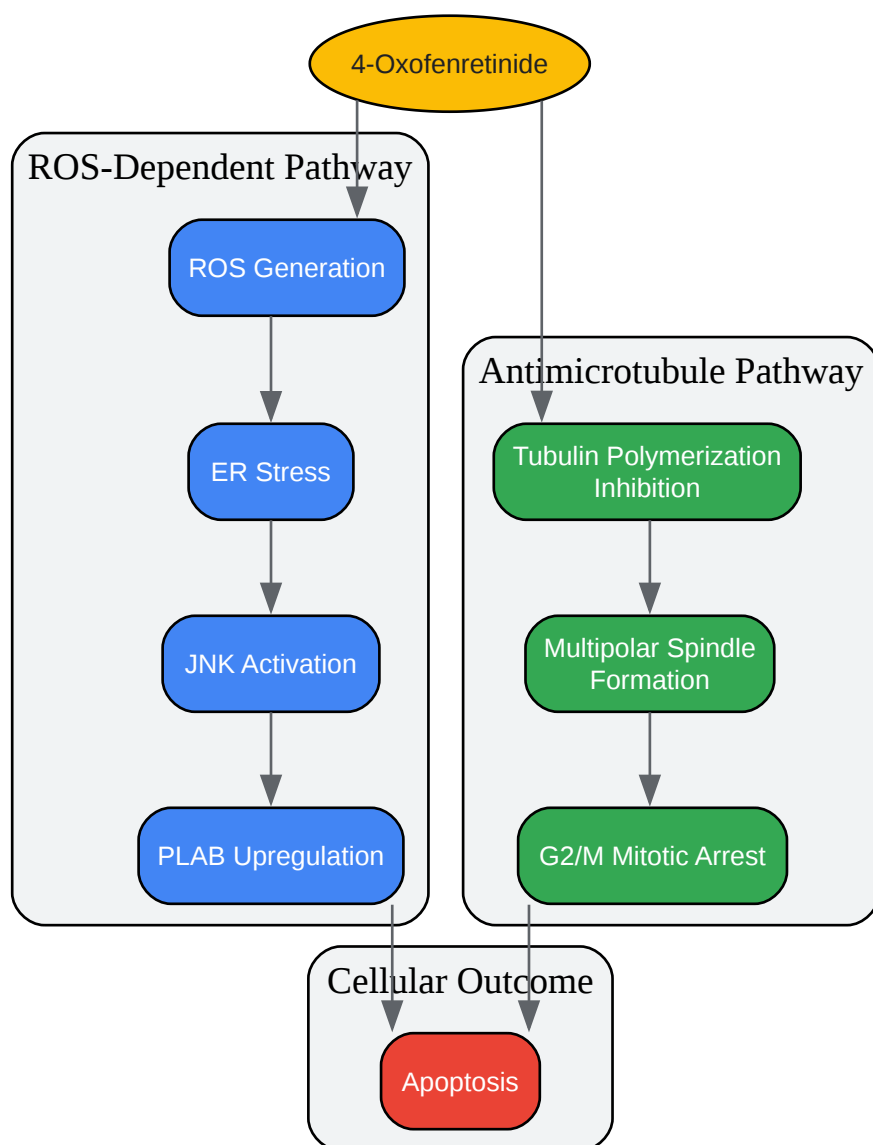 4-Oxofenretinide
ROS-Dependent Pathway
ROS Generation
ER Stress
JNK Activation
PLAB Upregulation
Antimicrotubule Pathway
Tubulin Polymerization
Inhibition
Multipolar Spindle
Formation
G2/M Mitotic Arrest
Cellular Outcome
Apoptosis